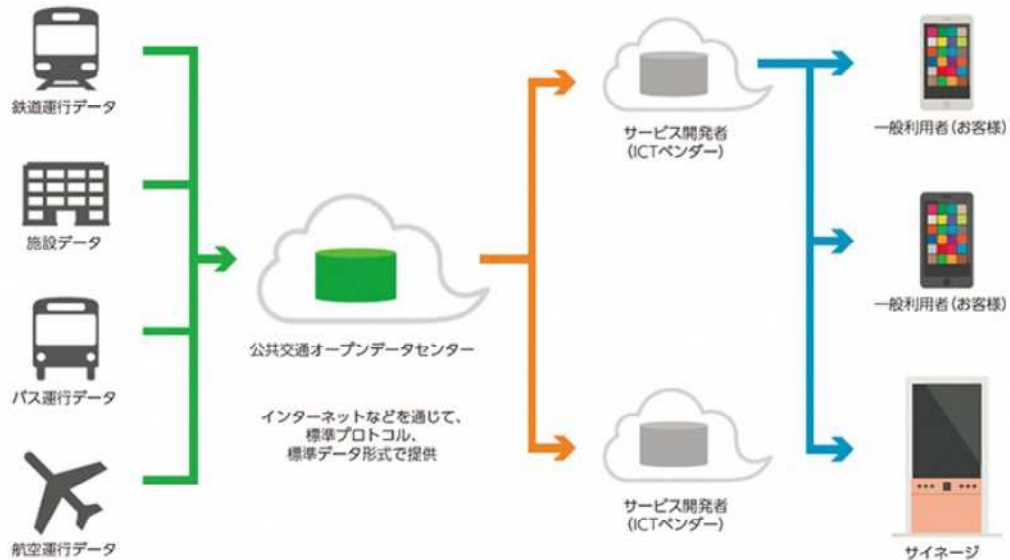 鉄道運行データ
施設データ
バス運行データ
航空運行データ
公共交通オープンデータセンター
インターネットなどを通じて、
標準プロトコル、
標準データ形式で提供
サービス開発者
(ICTベンダー)
サービス開発者
(ICTベンダー)
一般利用者(お客様)
一般利用者(お客様)
サイネージ